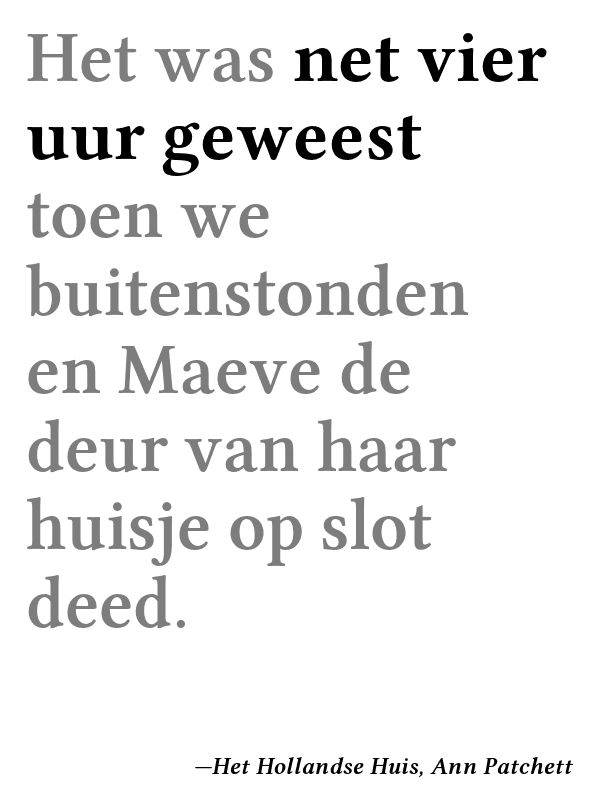 Het was net vier
uur geweest
toen we
buitenstonden
en Maeve de
deur van haar
huisje op slot
deed.
—Het Hollandse Huis, Ann Patchett